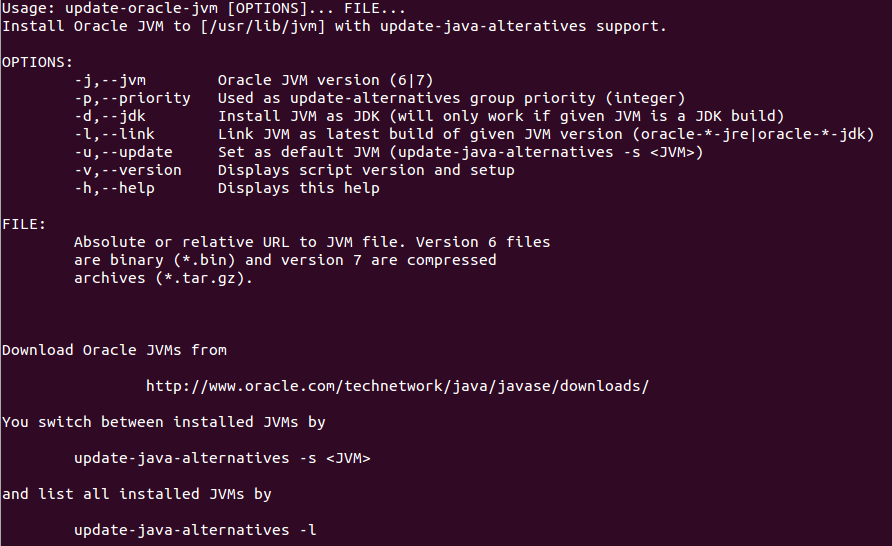 Usage: update-oracle-jvm [OPTIONS]... FILE...
Install Oracle JVM to [/usr/lib/jvm] with update-java-alteratives support.
OPTIONS:
-j,--jvm Oracle JVM version (6|7)
-p,--priority Used as update-alternatives group priority (integer)
-d,--jdk Install JVM as JDK (will only work if given JVM is a JDK build)
-l,--link Link JVM as latest build of given JVM version (oracle-*-jre|oracle-*-jdk)
-u,--update Set as default JVM (update-java-alternatives -s <JVM>)
-v,--version Displays script version and setup
-h,--help Displays this help
FILE:
Absolute or relative URL to JVM file. Version 6 files
are binary (*.bin) and version 7 are compressed
archives (*.tar.gz).
Download Oracle JVMs from
http://www.oracle.com/technetwork/java/javase/downloads/
You switch between installed JVMs by
update-java-alternatives -s <JVM>
and list all installed JVMs by
update-java-alternatives -l